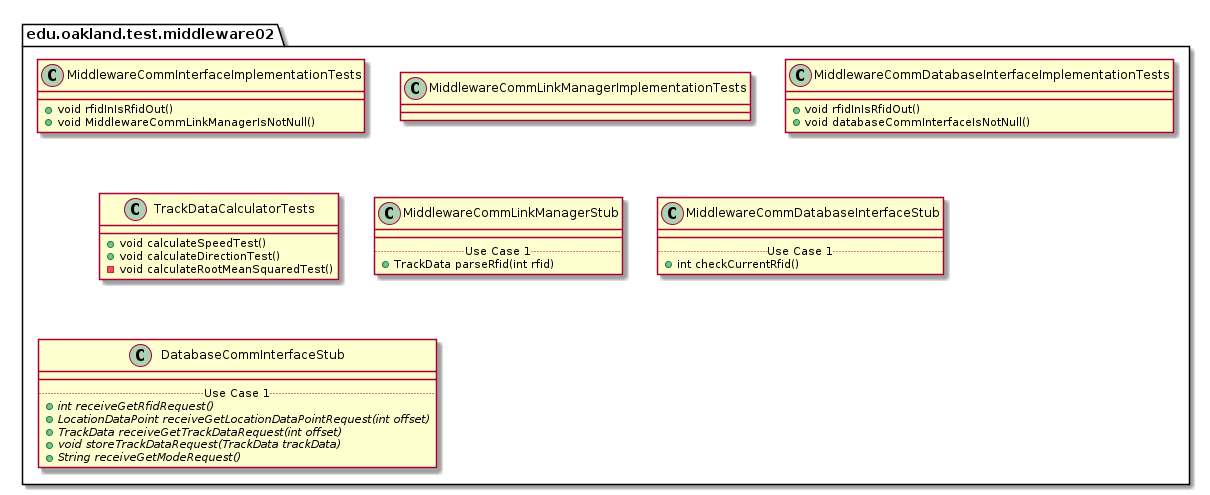 edu.oakland.test.middleware02
C MiddlewareCommInterfaceImplementationTests
void rfidInIsRfidOut()
void MiddlewareCommLinkManagerIsNotNull()
C MiddlewareCommLinkManagerImplementationTests
C MiddlewareCommDatabaseInterfaceImplementationTests
void rfidInIsRfidOut()
void databaseCommInterfaceIsNotNull()
C TrackDataCalculatorTests
void calculateSpeedTest()
void calculateDirectionTest()
void calculateRootMeanSquaredTest()
C MiddlewareCommLinkManagerStub
Use Case 1
TrackData parseRfid(int rfid)
C MiddlewareCommDatabaseInterfaceStub
Use Case 1
int checkCurrentRfid()
C DatabaseCommInterfaceStub
Use Case 1
int receiveGetRfidRequest()
LocationDataPoint receiveGetLocationDataPointRequest(int offset)
TrackData receiveGetTrackDataRequest(int offset)
void storeTrackDataRequest(TrackData trackData)
String receiveGetModeRequest()